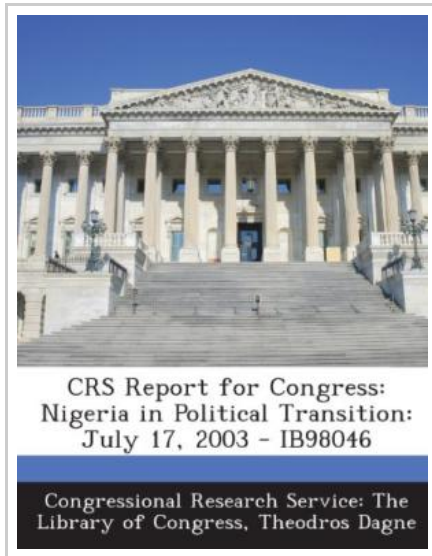 CRS Report for Congress:
Nigeria in Political Transition:
July 17, 2003 - IB98046
Congressional Research Service: The
Library of Congress, Theodros Dagne